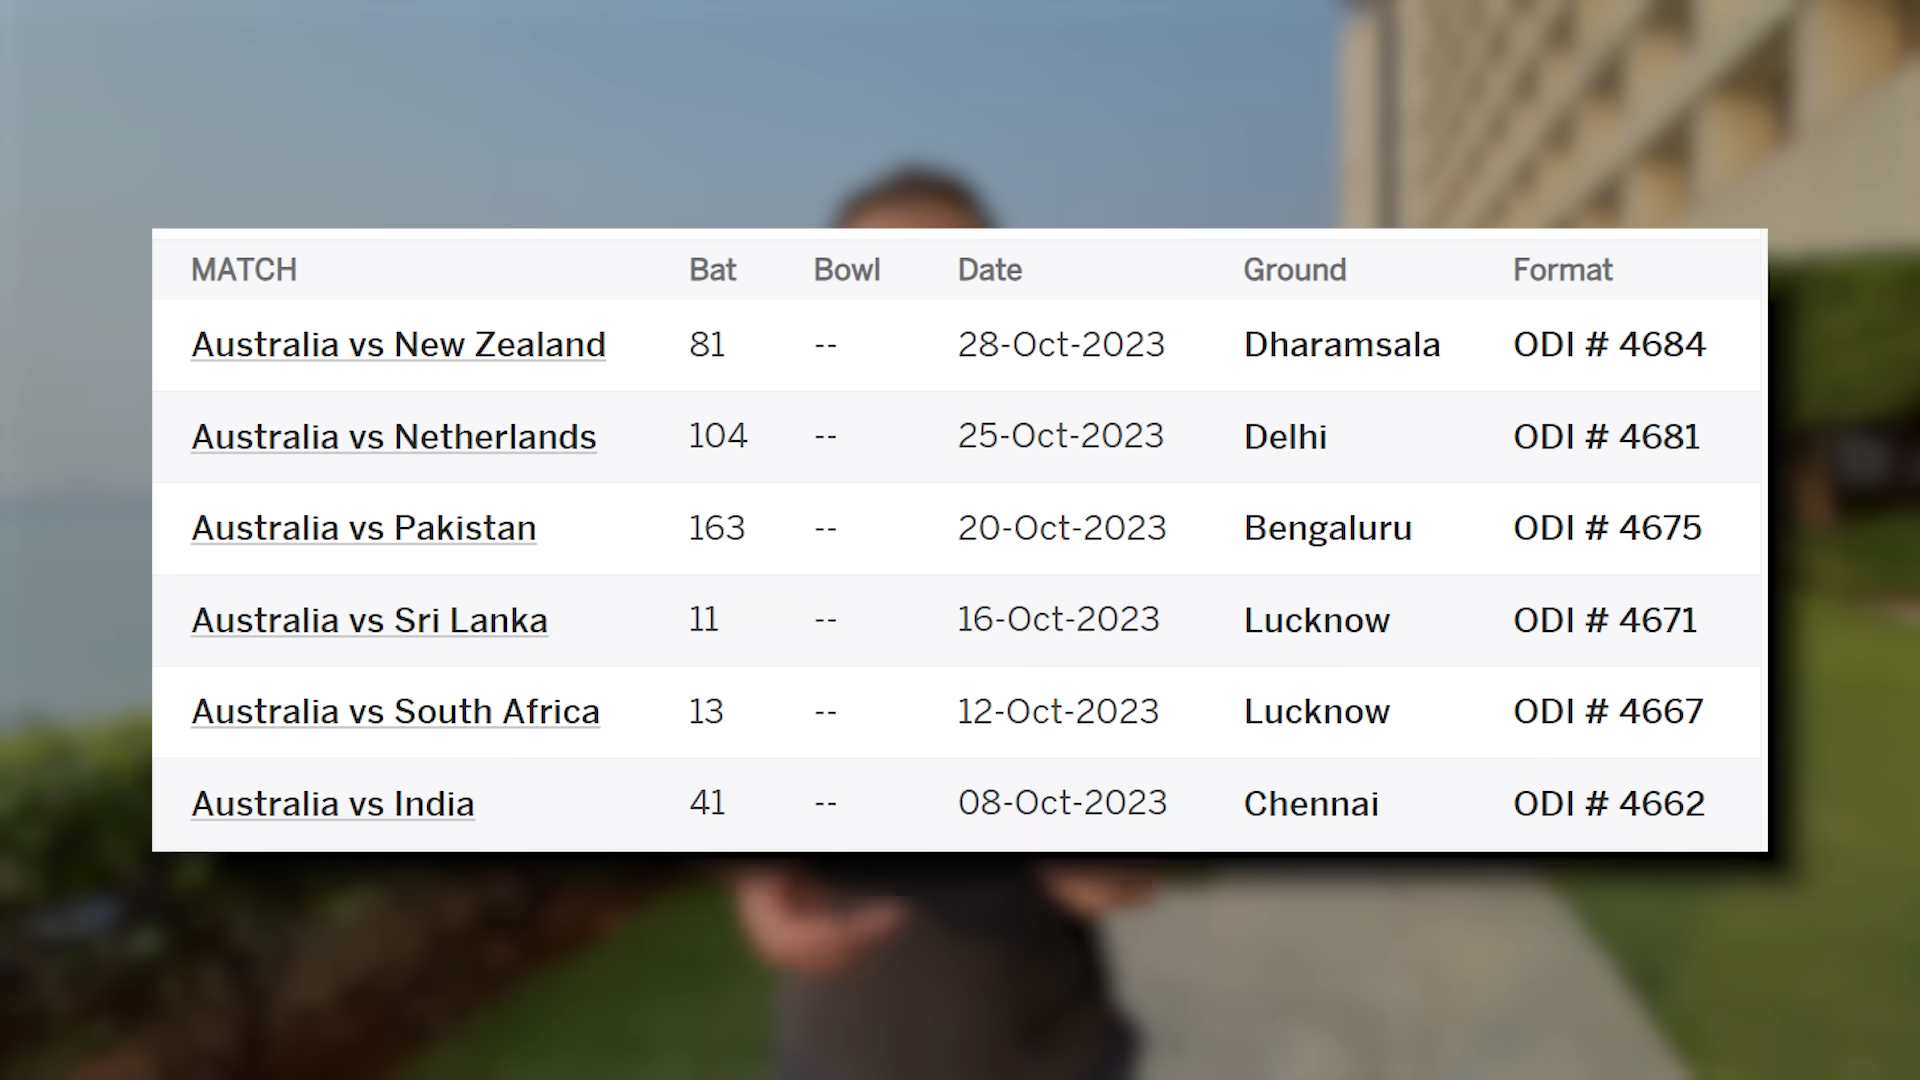 MATCH Bat Bowl Date Ground Format
Australia vs New Zealand 81 -- 28-Oct-2023 Dharamsala ODI # 4684
Australia vs Netherlands 104 -- 25-Oct-2023 Delhi ODI # 4681
Australia vs Pakistan 163 -- 20-Oct-2023 Bengaluru ODI # 4675
Australia vs Sri Lanka 11 -- 16-Oct-2023 Lucknow ODI # 4671
Australia vs South Africa 13 -- 12-Oct-2023 Lucknow ODI # 4667
Australia vs India 41 -- 08-Oct-2023 Chennai ODI # 4662